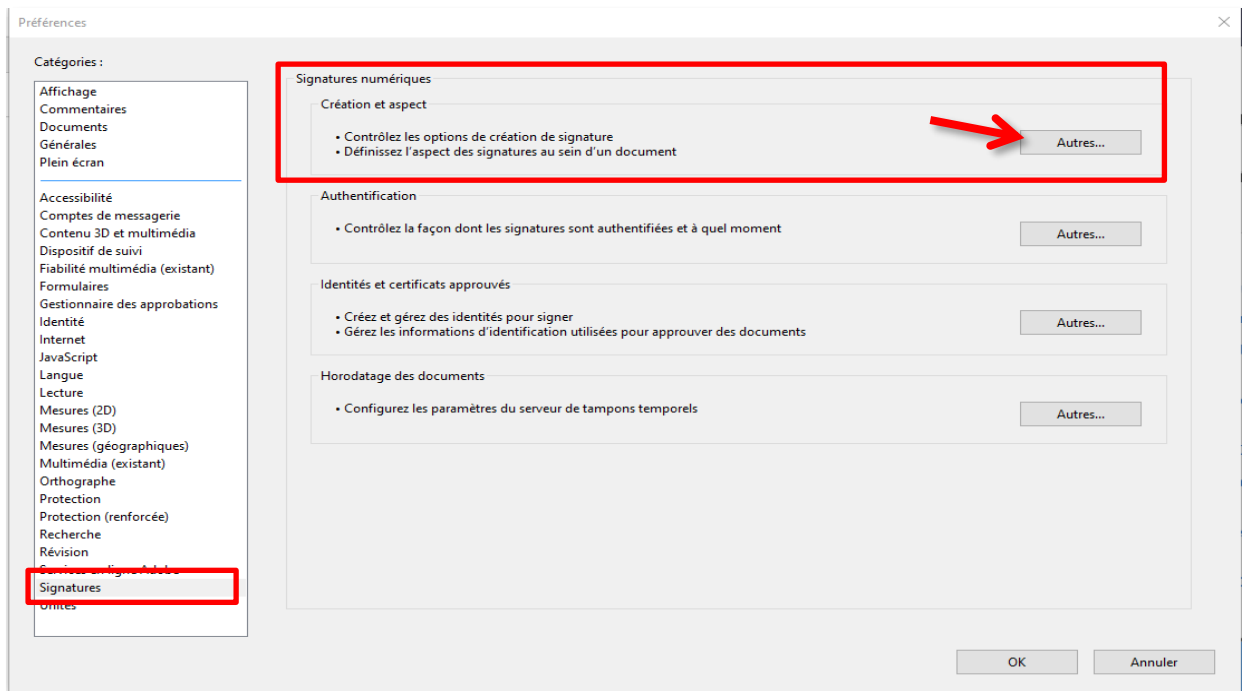 Préférences
Catégories :
Affichage
Commentaires
Documents
Générales
Plein écran
Accessibilité
Comptes de messagerie
Contenu 3D et multimédia
Dispositif de suivi
Fiabilité multimédia (existant)
Formulaires
Gestionnaire des approbations
Identité
Internet
JavaScript
Langue
Lecture
Mesures (2D)
Mesures (3D)
Mesures (géographiques)
Multimédia (existant)
Orthographe
Protection
Protection (renforcée)
Recherche
Révision
Services en ligne Adobe
Signatures
Unités
Signatures numériques
Création et aspect
• Contrôlez les options de création de signature
• Définissez l'aspect des signatures au sein d'un document
Autres...
Authentification
• Contrôlez la façon dont les signatures sont authentifiées et à quel moment
Autres...
Identités et certificats approuvés
• Créez et gérez des identités pour signer
• Gérez les informations d'identification utilisées pour approuver des documents
Autres...
Horodatage des documents
• Configurez les paramètres du serveur de tampons temporels
Autres...
OK
Annuler